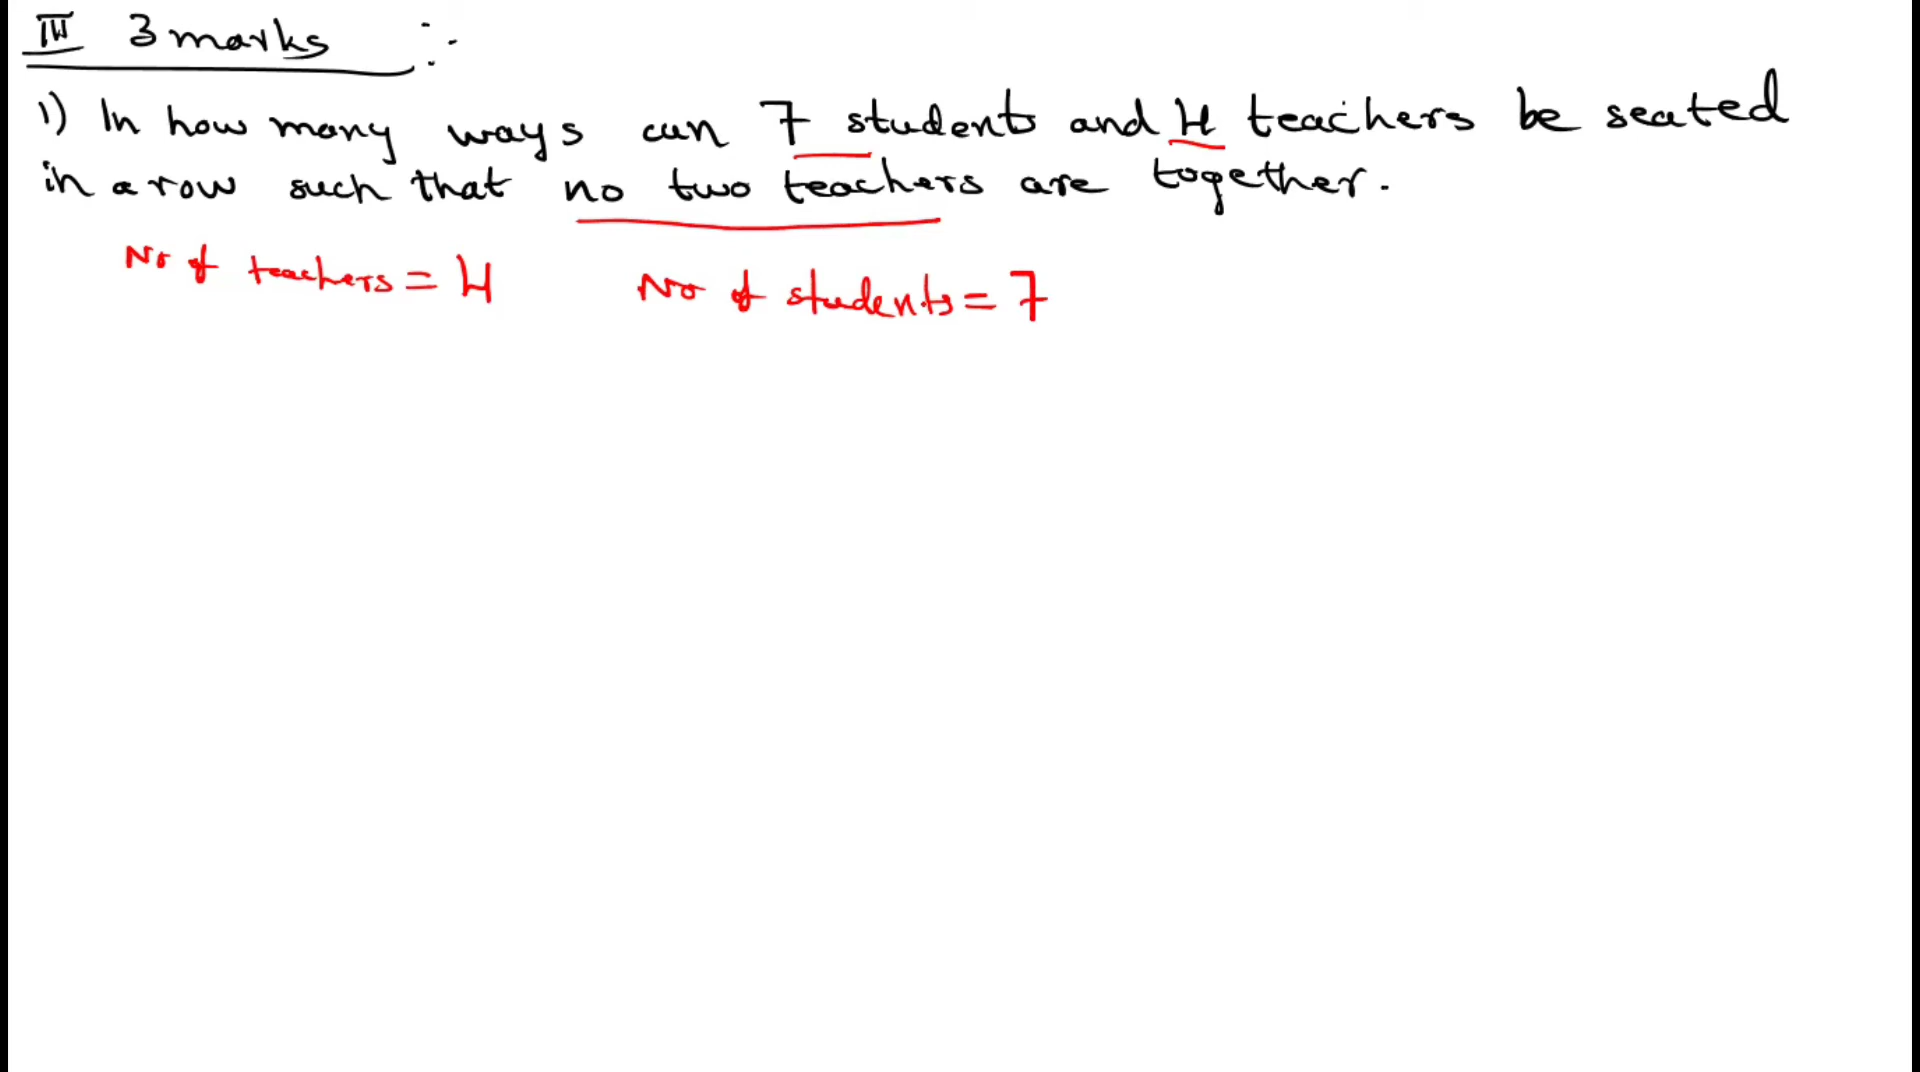 III 3 marks :-
1) In how many ways can 7 students and 4 teachers be seated
in a row such that no two teachers are together.
No of teachers = 4 No of students = 7